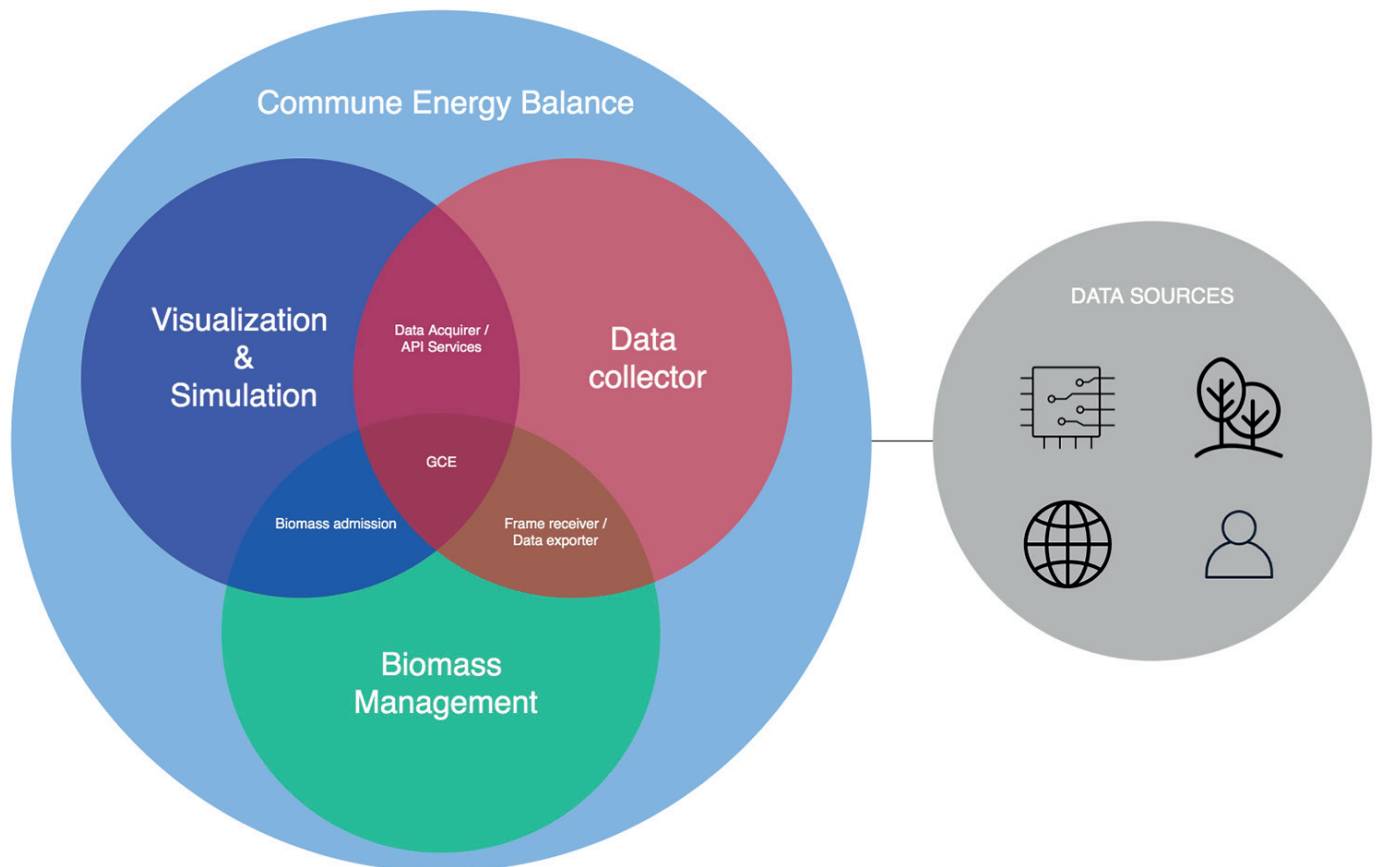 Commune Energy Balance
Visualization
&
Simulation
Data Acquirer /
API Services
Data
collector
GCE
Biomass admission
Frame receiver /
Data exporter
Biomass
Management
DATA SOURCES